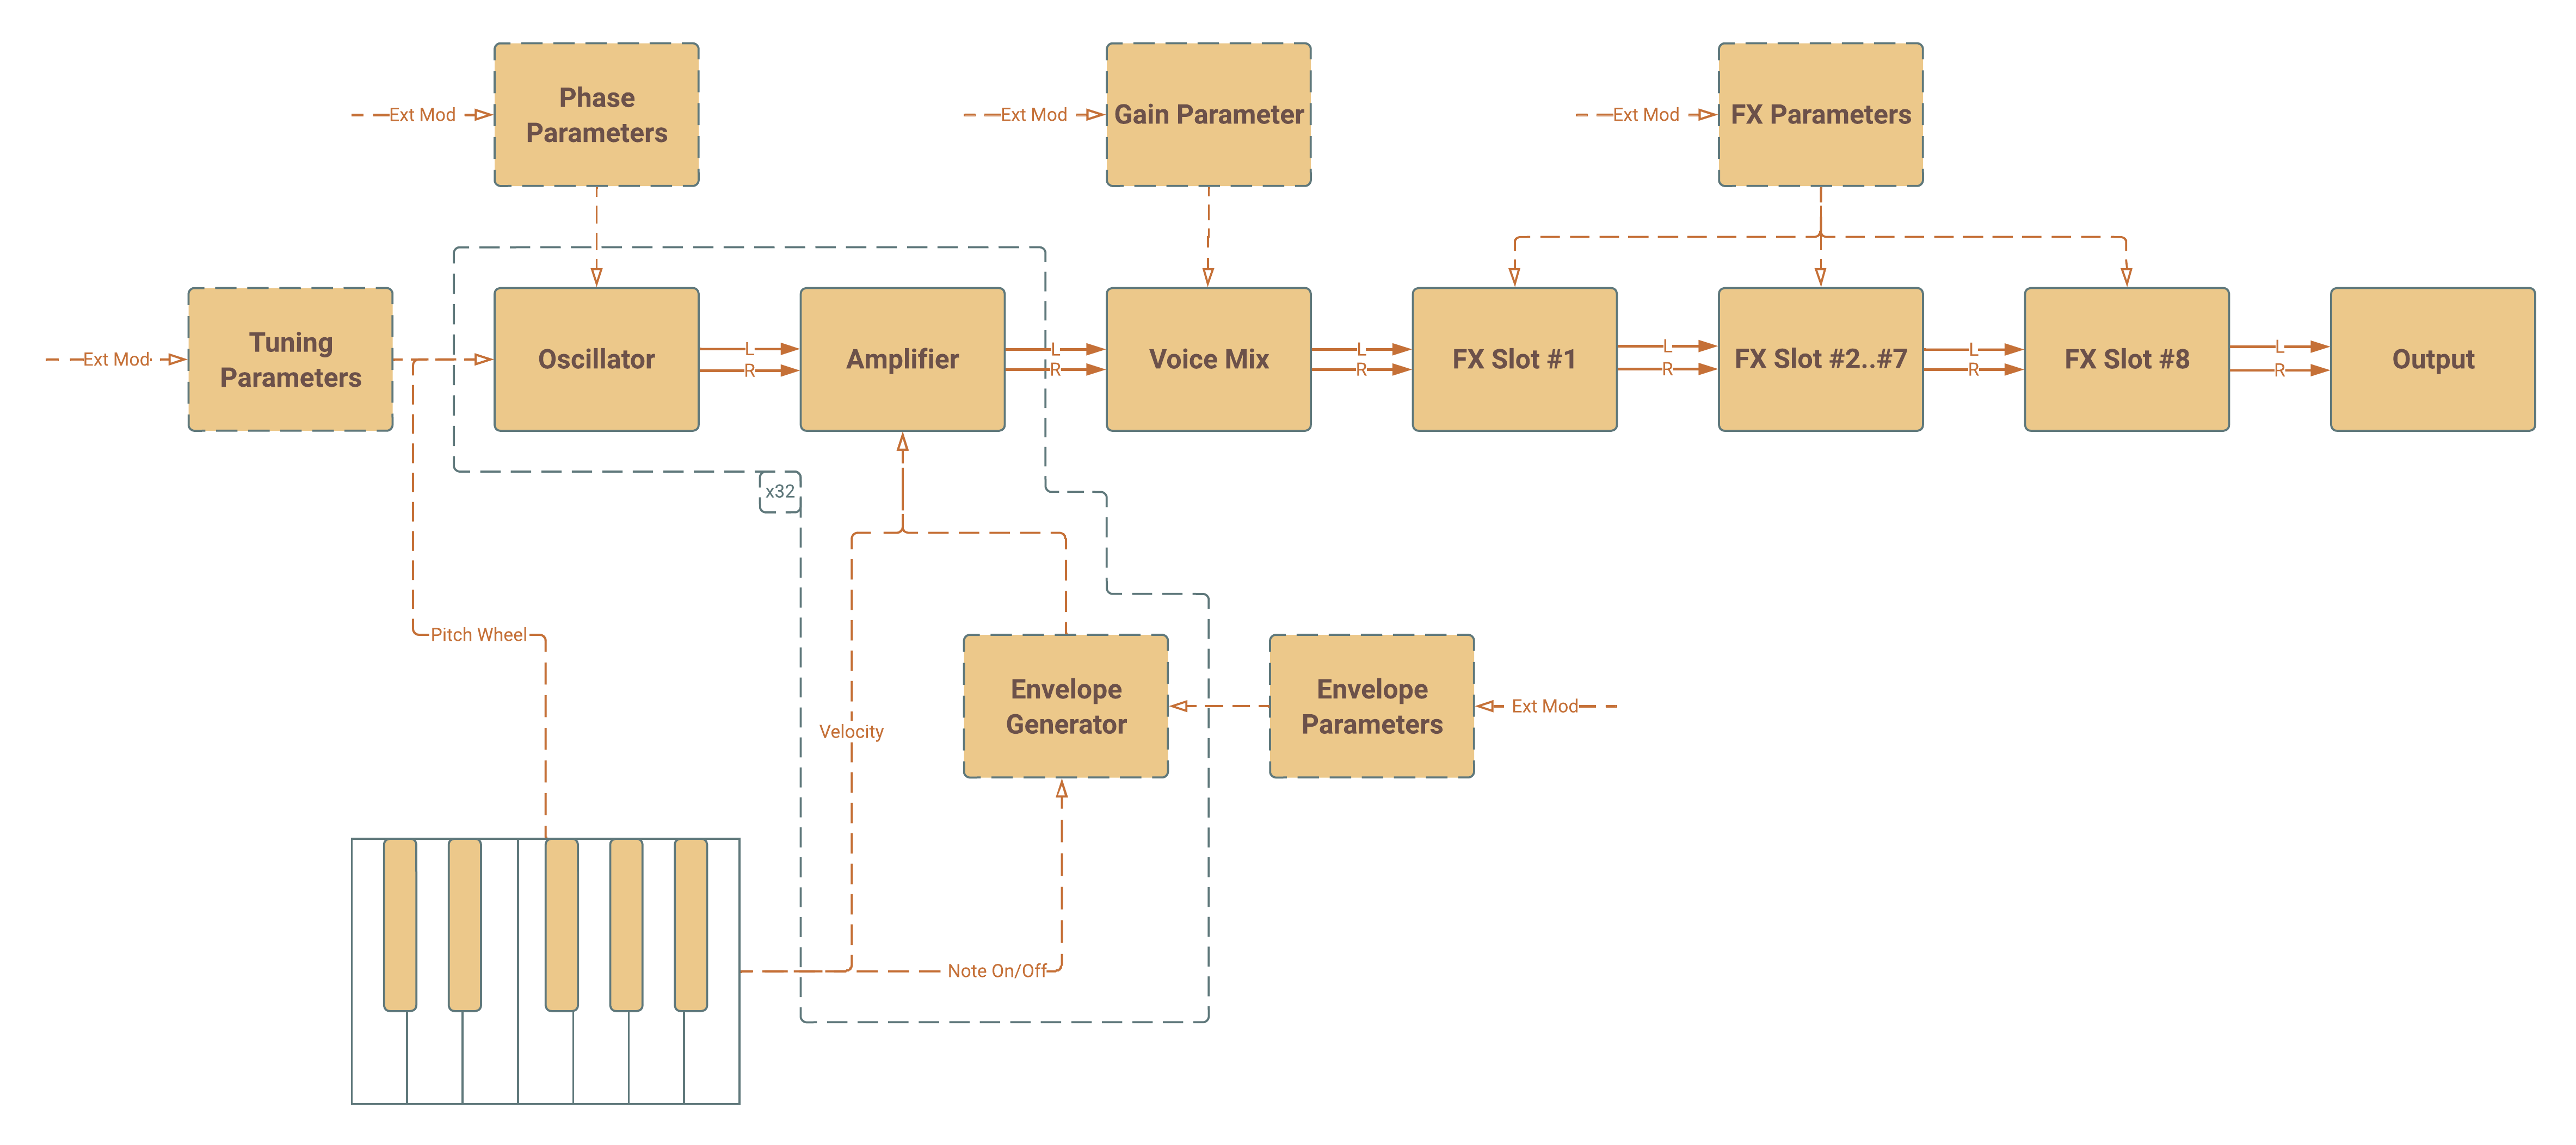 Phase
Parameters
Gain Parameter
FX Parameters
Ext Mod
Ext Mod
Ext Mod
Tuning
Parameters
Oscillator
Amplifier
Voice Mix
FX Slot #1
FX Slot #2..#7
FX Slot #8
Output
Ext Mod
L
R
L
R
L
R
L
R
L
R
L
R
x32
Pitch Wheel
Envelope
Generator
Envelope
Parameters
Ext Mod
Velocity
Note On/Off